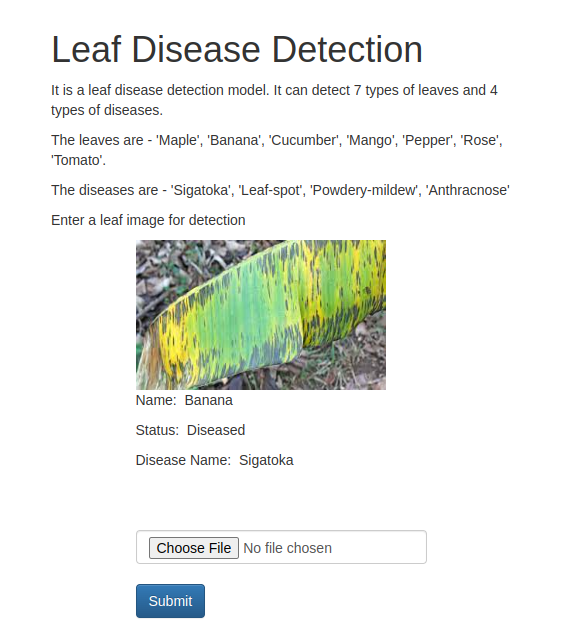 Leaf Disease Detection
It is a leaf disease detection model. It can detect 7 types of leaves and 4
types of diseases.
The leaves are - 'Maple', 'Banana', 'Cucumber', 'Mango', 'Pepper', 'Rose',
'Tomato'.
The diseases are - 'Sigatoka', 'Leaf-spot', 'Powdery-mildew', 'Anthracnose'
Enter a leaf image for detection
Name: Banana
Status: Diseased
Disease Name: Sigatoka
Choose File No file chosen
Submit